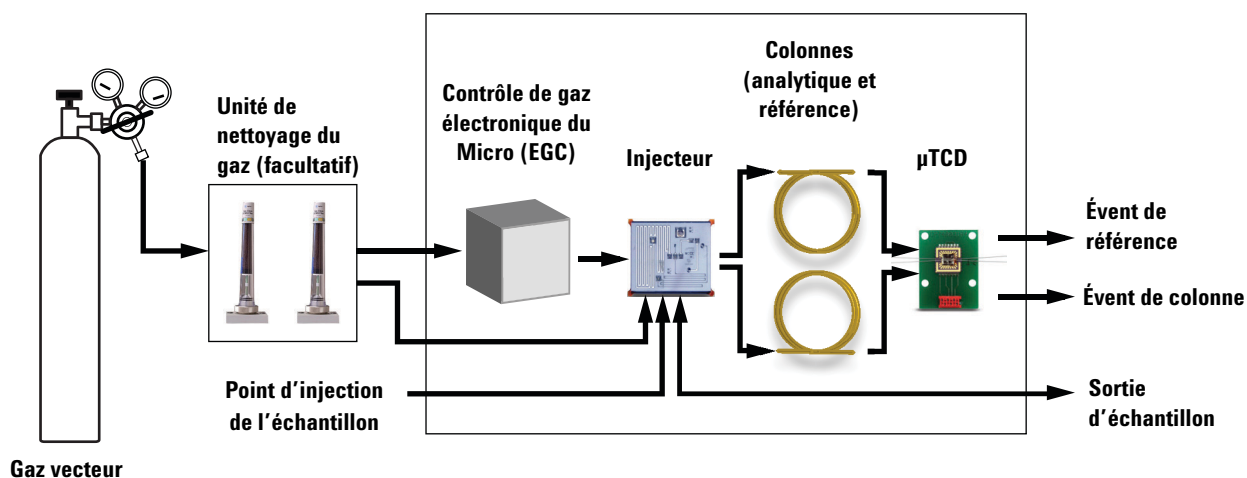 Colonnes
(analytique et
référence)
Contrôle de gaz
électronique du
Micro (EGC)
Unité de
nettoyage du
gaz (facultatif)
Injecteur
µTCD
Évent de
référence
Évent de colonne
Point d'injection
de l'échantillon
Sortie
d'échantillon
Gaz vecteur